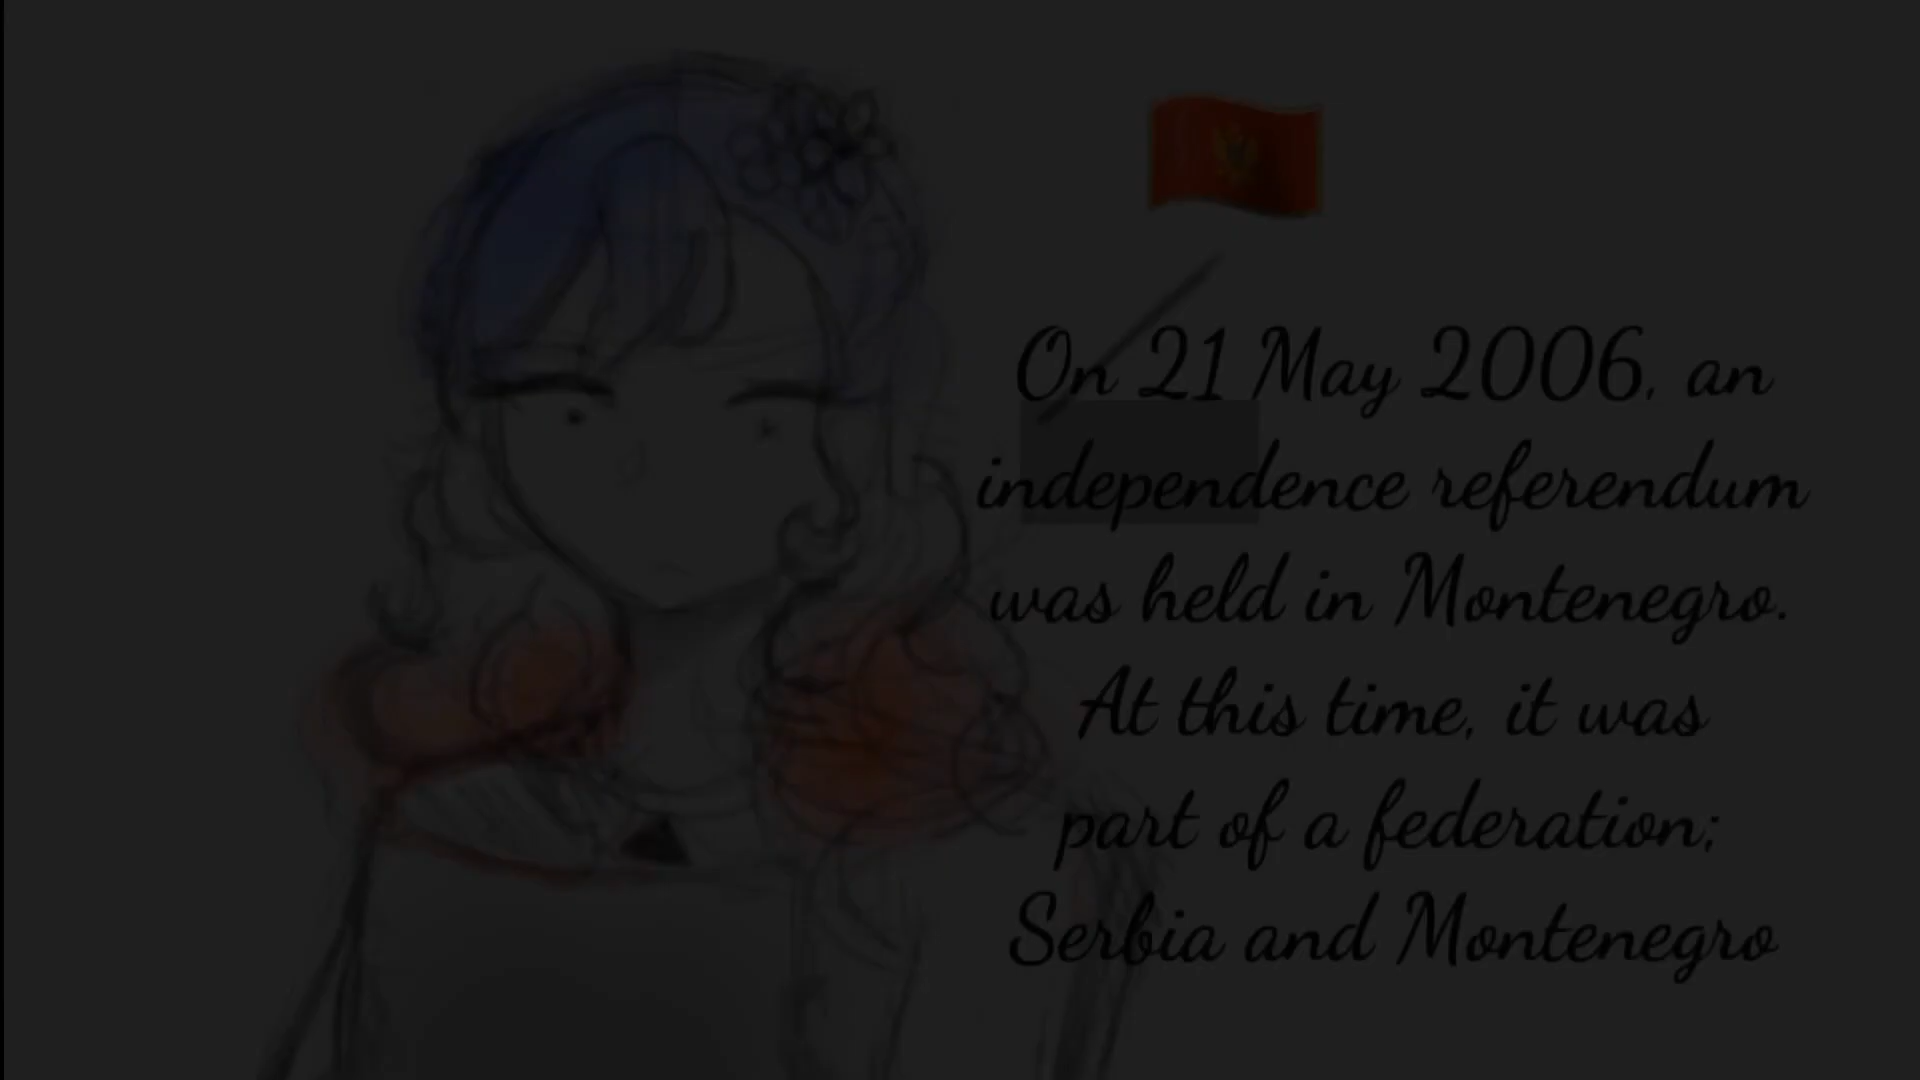 On 21 May 2006, an
independence referendum
was held in Montenegro.
At this time, it was
part of a federation;
Serbia and Montenegro